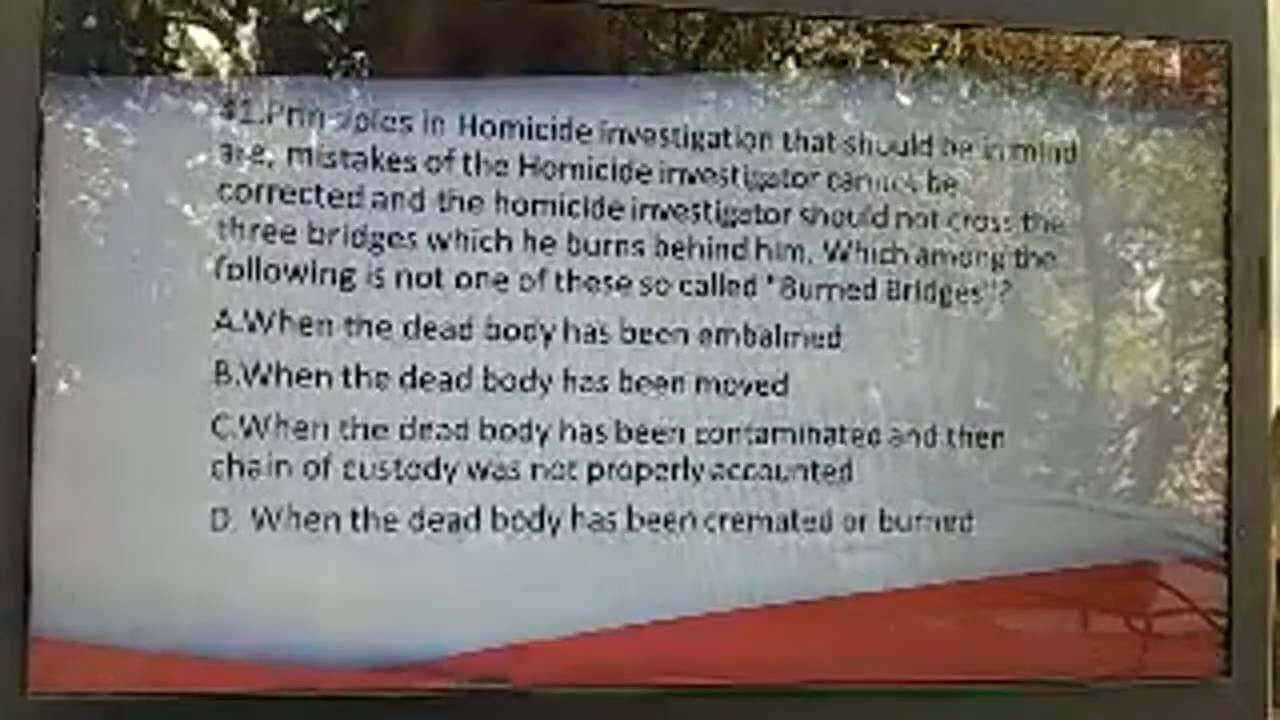 41.Principles in Homicide investigation that should be in mind
are, mistakes of the Homicide investigator cannot be
corrected and the homicide investigator should not cross the
three bridges which he burns behind him. Which among the
following is not one of these so called "Burned Bridges"?
A.When the dead body has been embalmed
B.When the dead body has been moved
C.When the dead body has been contaminated and then
chain of custody was not properly accounted
D. When the dead body has been cremated or burned